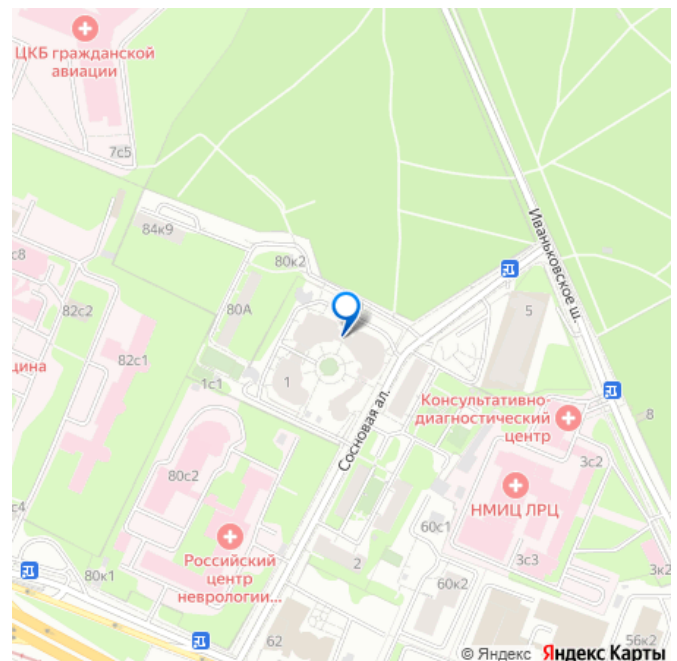 ЦКБ гражданской
авиации
7с5
84к9
80к2
Иваньковское ш.
с8
82с2
80А
5
82с1
цина
1с1
1
Сосновая ал.
Консультативно-
диагностический
центр
8
3с2
80с2
НМИЦ ЛРЦ
с4
60с1
Российский
центр
неврологии...
3с3
2
3к2
80к1
60к2
62
56к2
© Яндекс Яндекс Карты